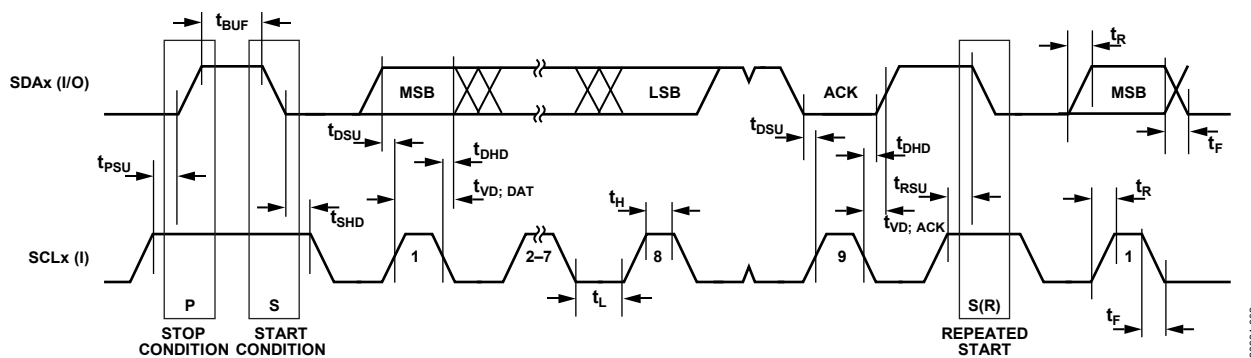 tBUF
tR
SDAx (I/O)
MSB
LSB
ACK
MSB
tDSU
tDHD
tDSU
tDHD
tF
tPSU
tVD; DAT
tRSU
tR
tSHD
tH
tVD; ACK
SCLx (I)
1
2–7
8
9
1
tL
tF
P
S
S(R)
STOP
CONDITION
START
CONDITION
REPEATED
START